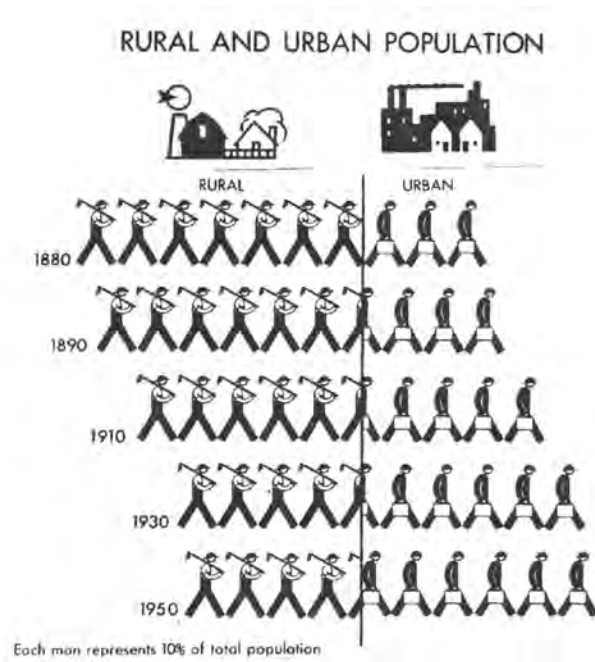 RURAL AND URBAN POPULATION
RURAL URBAN
1880
1890
1910
1930
1950
Each man represents 10% of total population